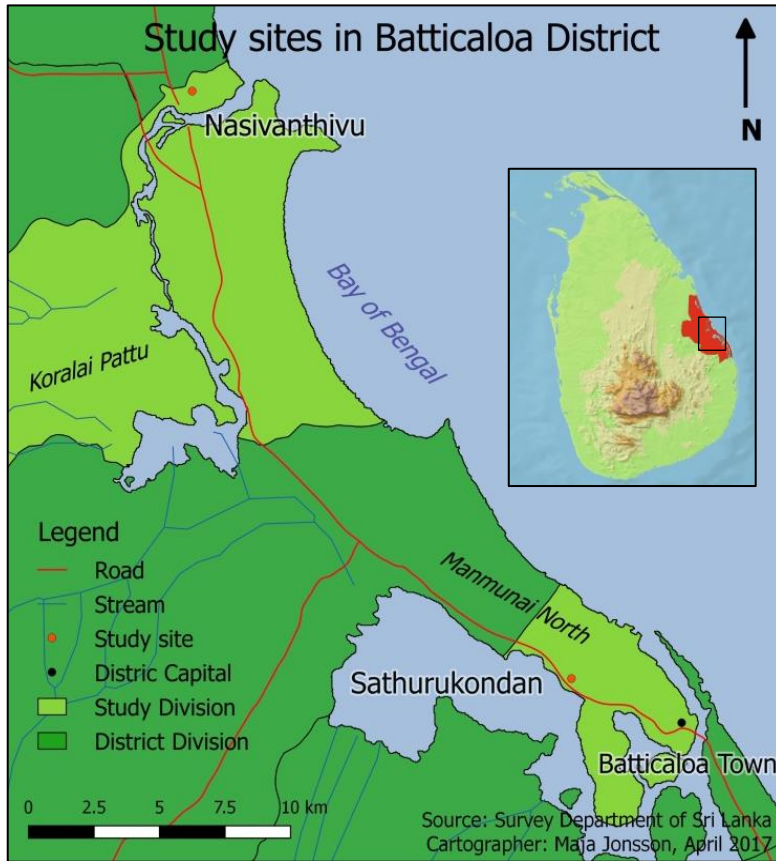 Study sites in Batticaloa District
N
Nasivanthivu
Bay of Bengal
Koralai Pattu
Manmunai North
Sathurukondan
Batticaloa Town
Legend
Road
Stream
Study site
Distric Capital
Study Division
District Division
0 2.5 5 7.5 10 km
Source: Survey Department of Sri Lanka
Cartographer: Maja Jonsson, April 2017